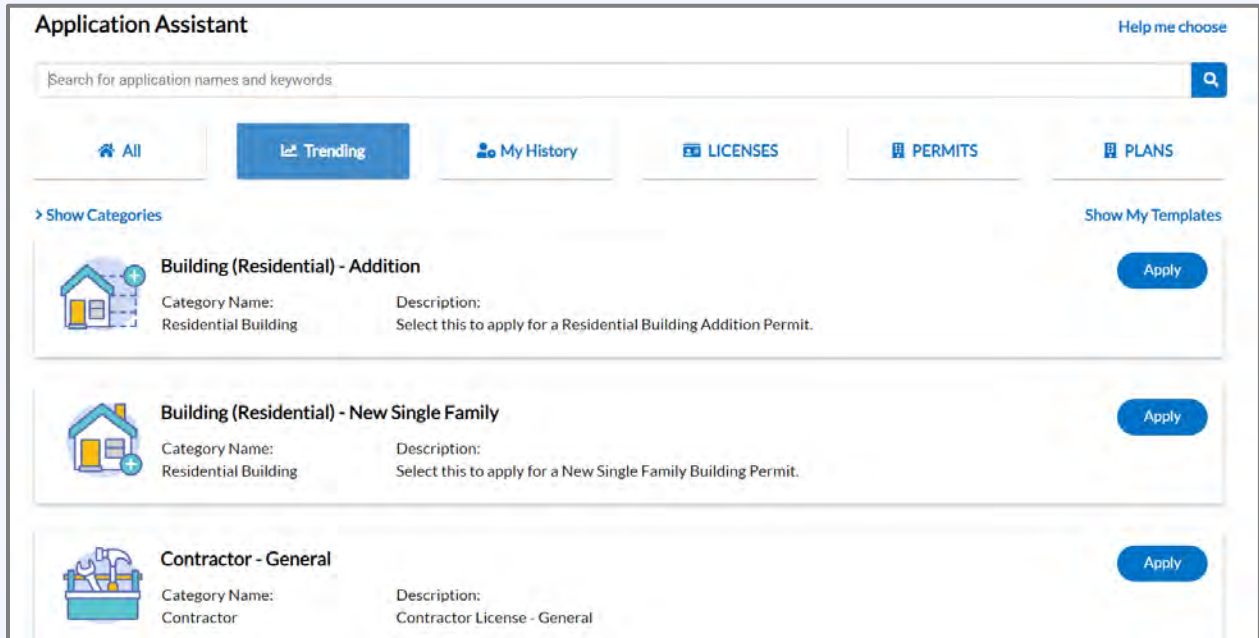 Application Assistant
Help me choose
Search for application names and keywords
All
Trending
My History
LICENSES
PERMITS
PLANS
> Show Categories
Show My Templates
Building (Residential) - Addition
Apply
Category Name: Description:
Residential Building Select this to apply for a Residential Building Addition Permit.
Building (Residential) - New Single Family
Apply
Category Name: Description:
Residential Building Select this to apply for a New Single Family Building Permit.
Contractor - General
Apply
Category Name: Description:
Contractor Contractor License - General